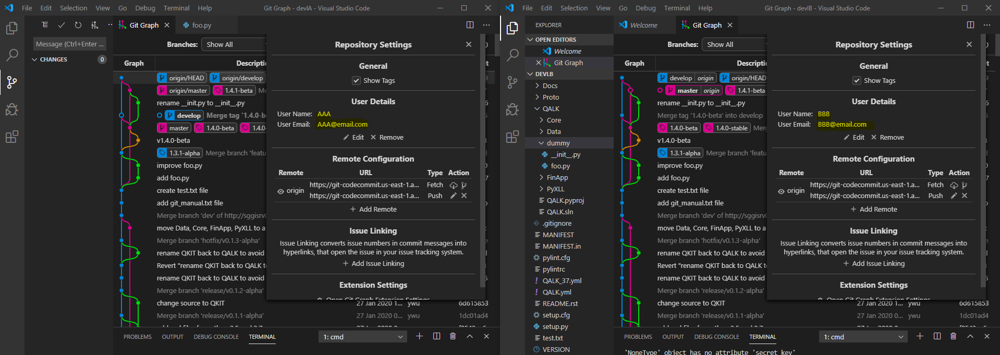 File Edit Selection View Go Debug Terminal Help Git Graph - devlA - Visual Studio Code
Git Graph foo.py
Message (Ctrl+Enter ...
CHANGES 0
Branches: Show All
Graph
origin/HEAD origin/develop
origin/master 1.4.1-beta
rename __init.py to __init__.py
develop Merge tag '1.4.0-b
master 1.4.0-beta 1.4.0-
v1.4.0-beta
1.3.1-alpha Merge branch 'featu
improve foo.py
add foo.py
create test.txt file
add git_manual.txt file
Merge branch 'dev' of http://sggisrv0
move Data, Core, FinApp, PyXLL to a
Merge branch 'hotfix/v0.1.3-alpha'
rename QKIT back to QALK to avoid
Revert "rename QKIT back to QALK t
rename QKIT back to QALK to avoid
Merge branch 'release/v0.1.2-alpha'
change source to QKIT 27 Jan 2020 1... ywu 6d615853
Merge branch 'release/v0.1.1-alpha' 27 Jan 2020 0... ywu 1dc01ad4
Repository Settings
General
Show Tags
User Details
User Name: AAA
User Email: AAA@email.com
Edit Remove
Remote Configuration
Remote URL Type Action
origin
https://git-codecommit.us-east-1.a... Fetch
https://git-codecommit.us-east-1.a... Push
Add Remote
Issue Linking
Issue Linking converts issue numbers in commit messages into
hyperlinks, that open the issue in your issue tracking system.
Add Issue Linking
Extension Settings
Open Git Graph Extension Settings
PROBLEMS OUTPUT DEBUG CONSOLE TERMINAL 1: cmd
File Edit Selection View Go Debug Terminal Help Git Graph - devlB - Visual Studio Code
EXPLORER
OPEN EDITORS
Welcome
Git Graph
DEVLB
Docs
Proto
QALK
Core
Data
dummy
__init__.py
foo.py
FinApp
PyXLL
QALK.pyproj
QALK.sln
.gitignore
MANIFEST
MANIFEST.in
pylint.cfg
pylintrc
QALK_37.yml
QALK.yml
README.rst
setup.cfg
setup.py
test.txt
VERSION
Welcome Git Graph
Branches: Show All
Graph
develop origin origin/HEAD
master origin 1.4.1-beta
rename __init.py to __init__.py
Merge tag '1.4.0-beta' into develop
1.4.0-beta 1.4.0-stable
v1.4.0-beta
1.3.1-alpha Merge branch 'featu
improve foo.py
add foo.py
create test.txt file
add git_manual.txt file
Merge branch 'dev' of http://sggisrv0
move Data, Core, FinApp, PyXLL to a
Merge branch 'hotfix/v0.1.3-alpha'
rename QKIT back to QALK to avoid
Revert "rename QKIT back to QALK t
rename QKIT back to QALK to avoid
Merge branch 'release/v0.1.2-alpha'
change source to QKIT 27 Jan 2020 1... ywu 6d615853
Merge branch 'release/v0.1.1-alpha' 27 Jan 2020 0... ywu 1dc01ad4
Repository Settings
General
Show Tags
User Details
User Name: BBB
User Email: BBB@email.com
Edit Remove
Remote Configuration
Remote URL Type Action
origin
https://git-codecommit.us-east-1.a... Fetch
https://git-codecommit.us-east-1.a... Push
Add Remote
Issue Linking
Issue Linking converts issue numbers in commit messages into
hyperlinks, that open the issue in your issue tracking system.
Add Issue Linking
Extension Settings
Open Git Graph Extension Settings
PROBLEMS OUTPUT DEBUG CONSOLE TERMINAL 1: cmd
'NoneType' object has no attribute 'secret_key'